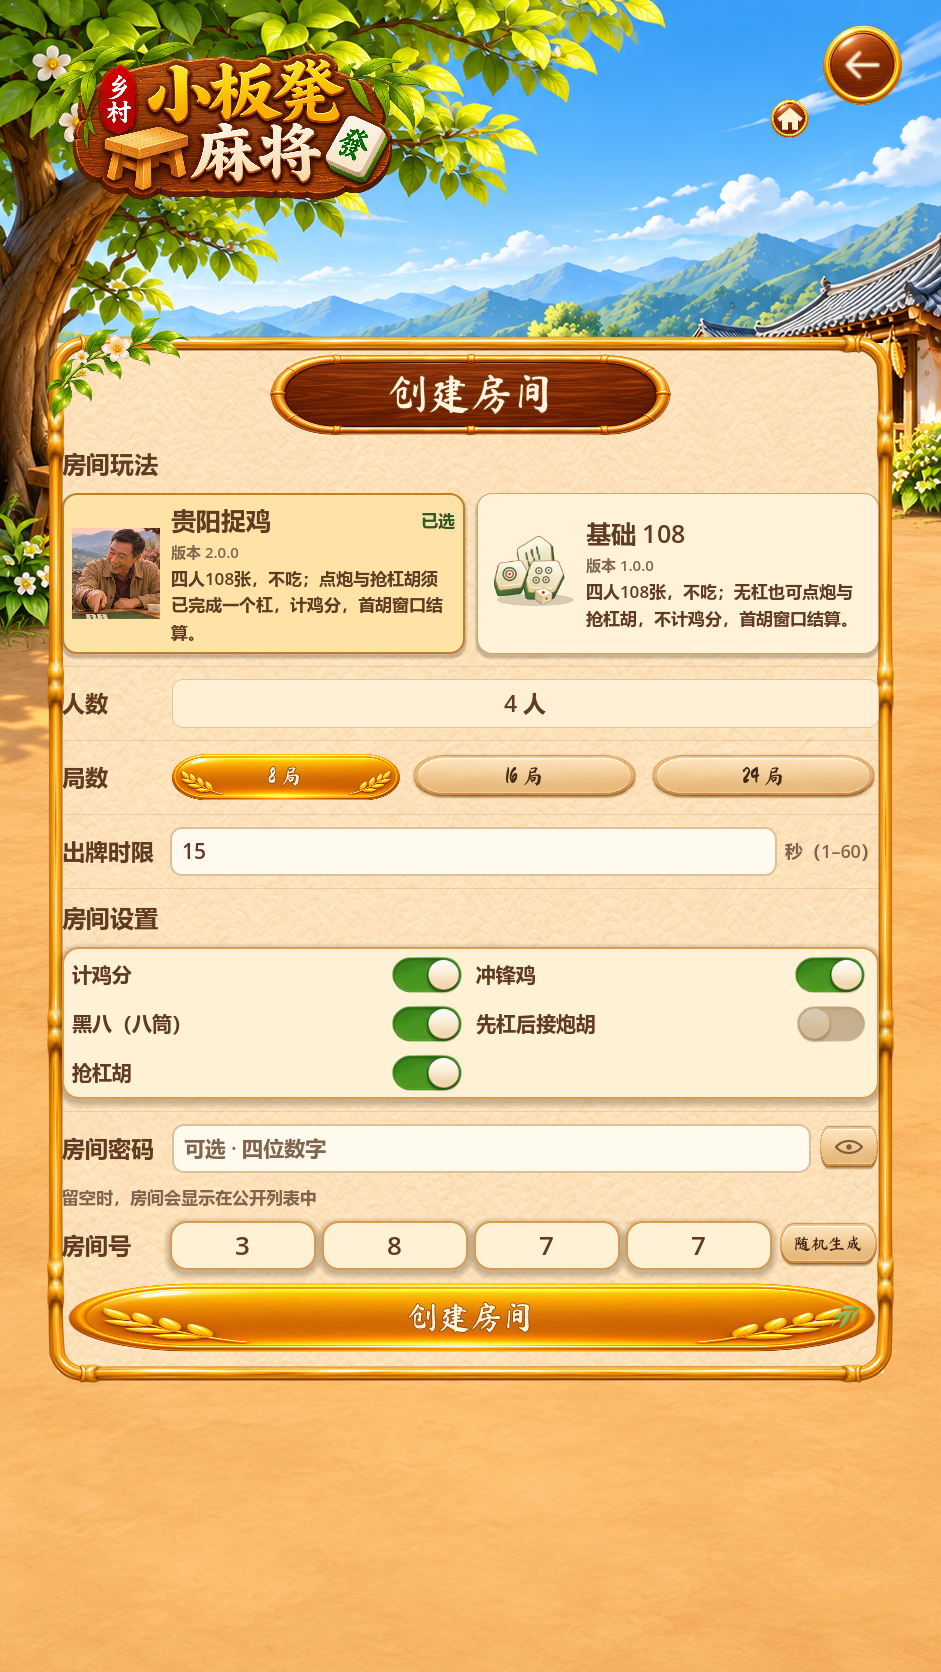 乡村
小板凳
麻将
發
创建房间
房间玩法
贵阳捉鸡
已选
版本 2.0.0
四人108张，不吃；点炮与抢杠胡须
已完成一个杠，计鸡分，首胡窗口结
算。
基础 108
版本 1.0.0
四人108张，不吃；无杠也可点炮与
抢杠胡，不计鸡分，首胡窗口结算。
人数
4 人
局数
8 局
16 局
24 局
出牌时限
15
秒（1–60）
房间设置
计鸡分
冲锋鸡
黑八（八筒）
先杠后接炮胡
抢杠胡
房间密码
可选 · 四位数字
留空时，房间会显示在公开列表中
房间号
3
8
7
7
随机生成
创建房间